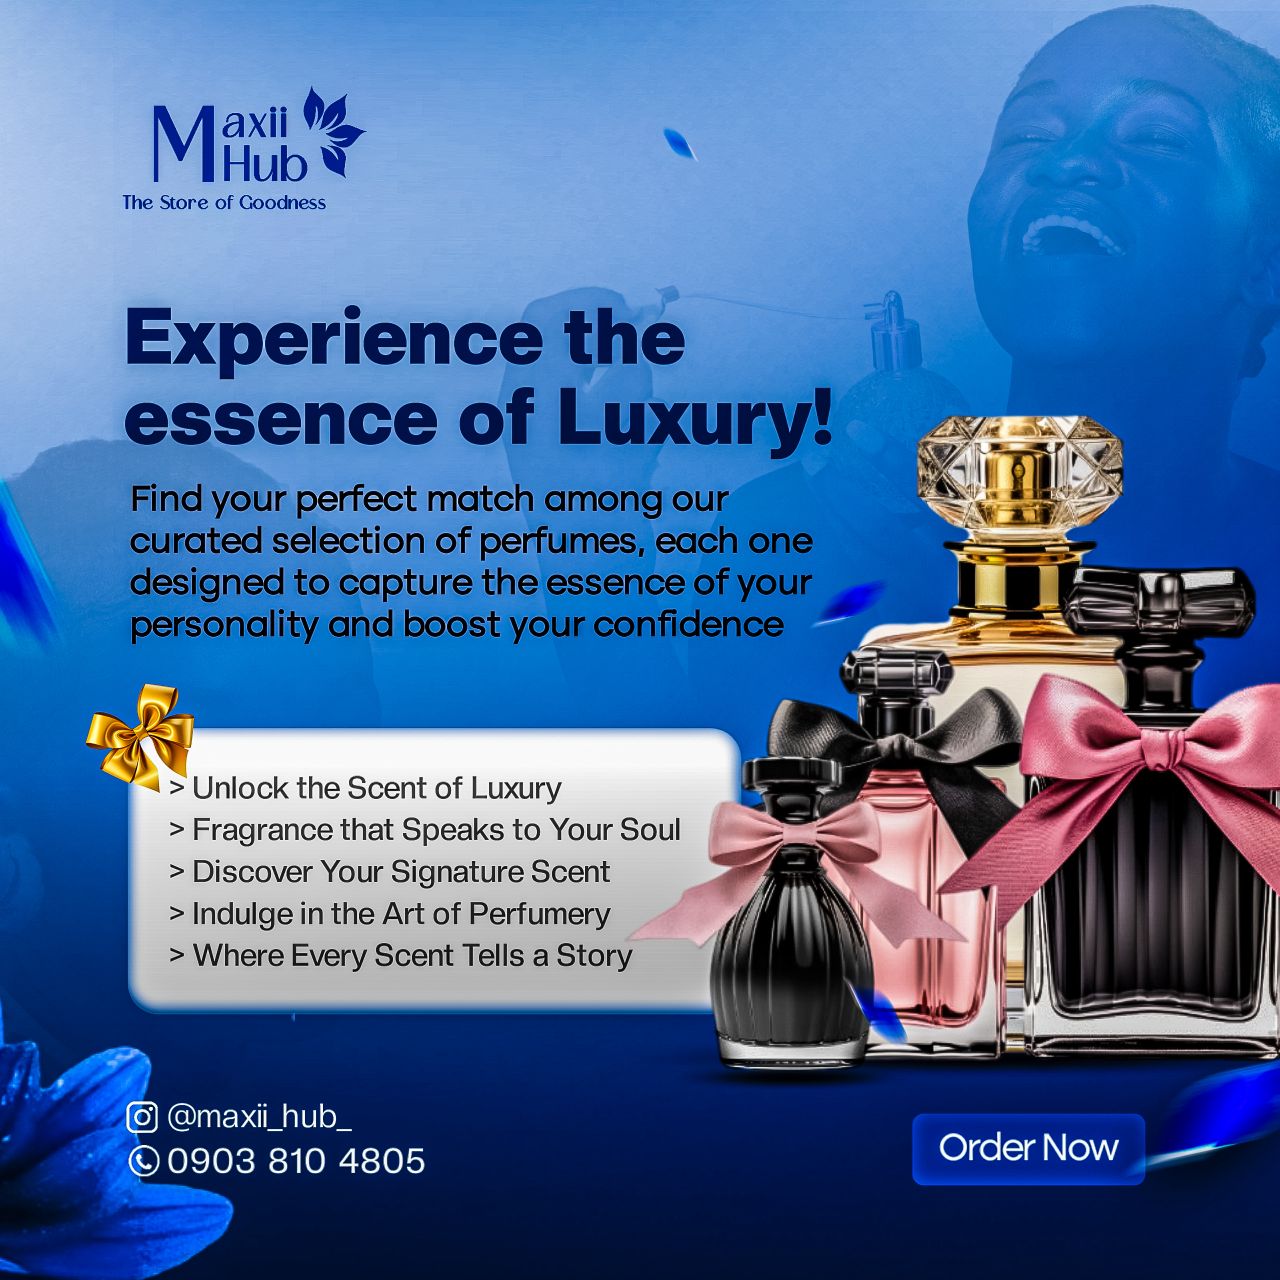 Maxii
Hub
The Store of Goodness
Experience the
essence of Luxury!
Find your perfect match among our
curated selection of perfumes, each one
designed to capture the essence of your
personality and boost your confidence
> Unlock the Scent of Luxury
> Fragrance that Speaks to Your Soul
> Discover Your Signature Scent
> Indulge in the Art of Perfumery
> Where Every Scent Tells a Story
@maxii_hub_
0903 810 4805
Order Now